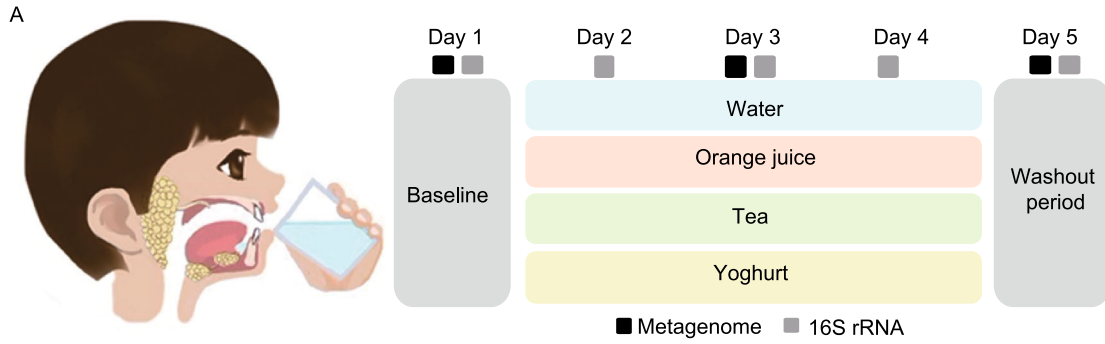 A
Day 1
Day 2
Day 3
Day 4
Day 5
Baseline
Water
Orange juice
Tea
Yoghurt
Washout
period
Metagenome
16S rRNA